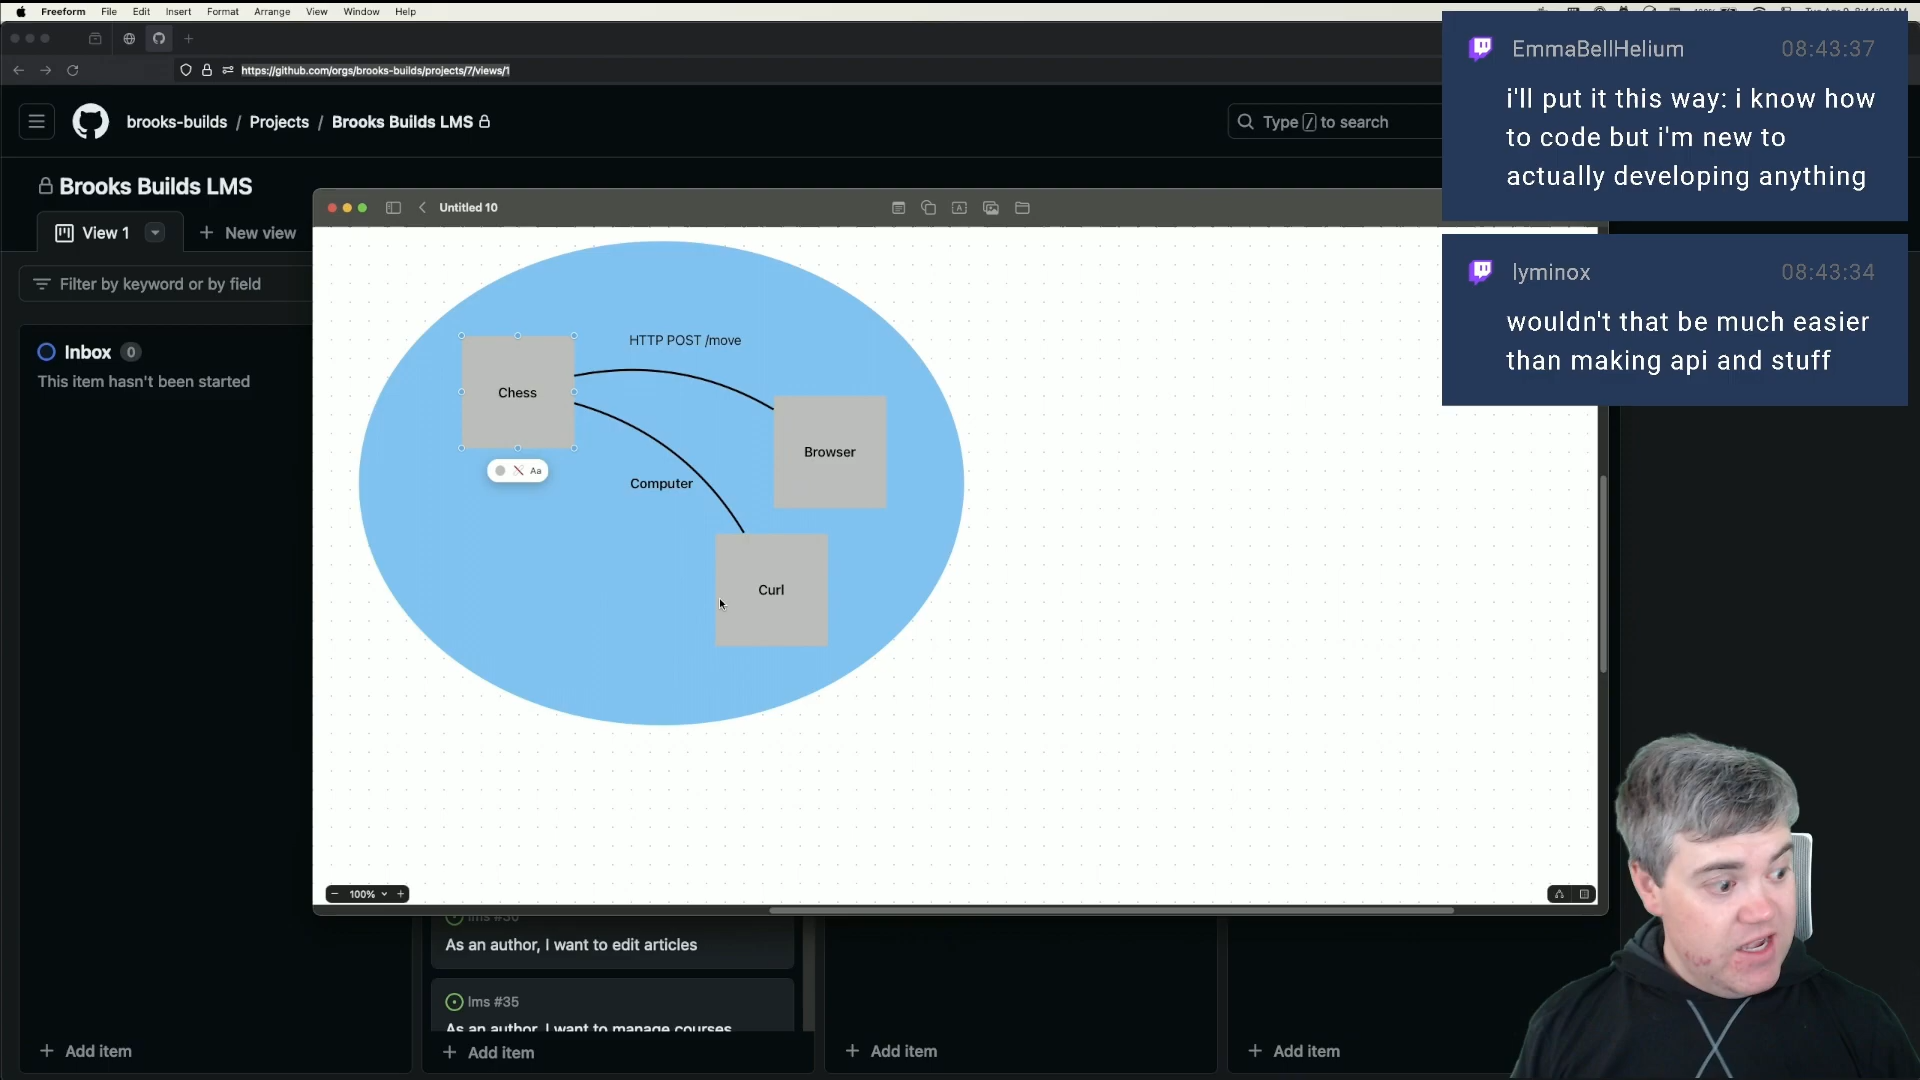 Freeform File Edit Insert Format Arrange View Window Help
https://github.com/orgs/brooks-builds/projects/7/views/1
brooks-builds / Projects / Brooks Builds LMS
Type / to search
Brooks Builds LMS
View 1
New view
Filter by keyword or by field
Inbox 0
This item hasn't been started
Untitled 10
HTTP POST /move
Chess
Aa
Browser
Computer
Curl
100%
As an author, I want to edit articles
lms #35
As an author, I want to manage courses
Add item
Add item
Add item
Add item
EmmaBellHelium 08:43:37
i'll put it this way: i know how
to code but i'm new to
actually developing anything
lyminox 08:43:34
wouldn't that be much easier
than making api and stuff